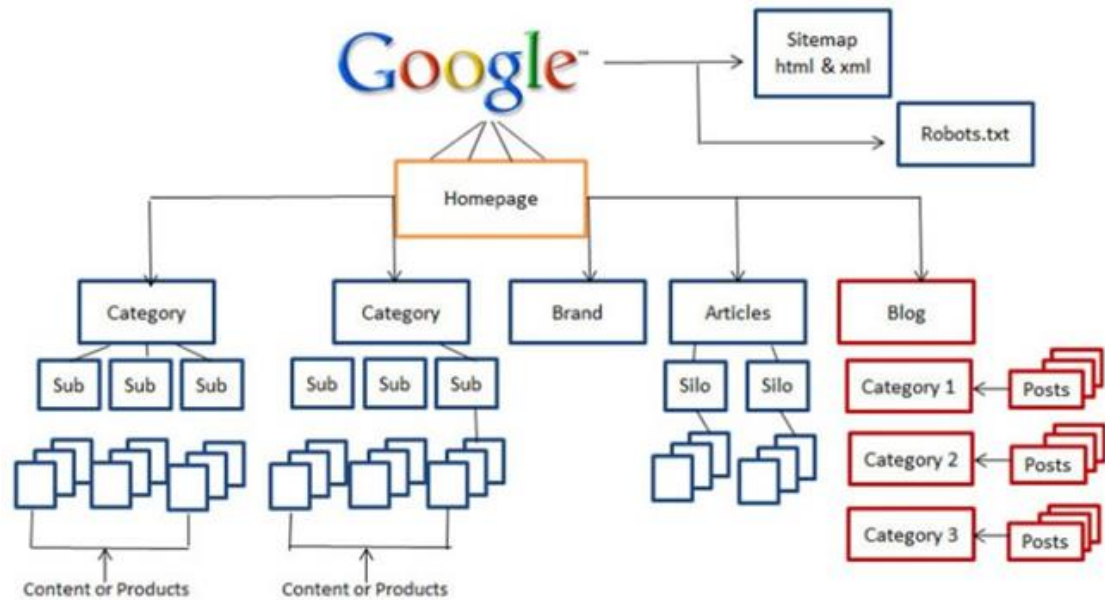 Google™
Sitemap
html & xml
Robots.txt
Homepage
Category
Category
Brand
Articles
Blog
Sub Sub Sub
Sub Sub Sub
Silo Silo
Category 1
Posts
Category 2
Posts
Category 3
Posts
Content or Products
Content or Products